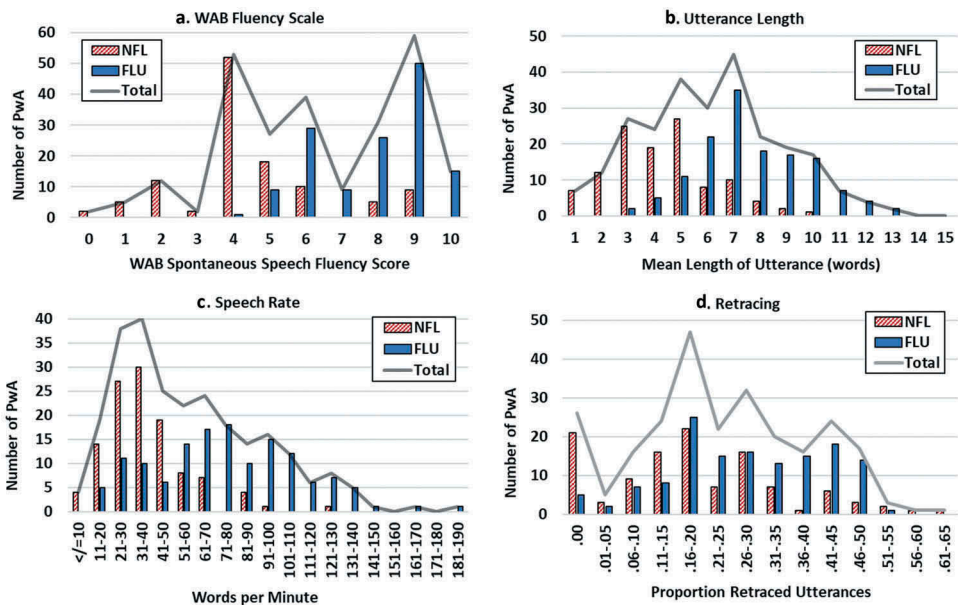 a. WAB Fluency Scale
60
50
40
30
20
10
0
Number of PwA
NFL
FLU
Total
0 1 2 3 4 5 6 7 8 9 10
WAB Spontaneous Speech Fluency Score
b. Utterance Length
50
40
30
20
10
0
Number of PwA
NFL
FLU
Total
1 2 3 4 5 6 7 8 9 10 11 12 13 14 15
Mean Length of Utterance (words)
c. Speech Rate
40
35
30
25
20
15
10
5
0
Number of PwA
NFL
FLU
Total
</=10
11-20
21-30
31-40
41-50
51-60
61-70
71-80
81-90
91-100
101-110
111-120
121-130
131-140
141-150
151-160
161-170
171-180
181-190
Words per Minute
d. Retracing
50
40
30
20
10
0
Number of PwA
NFL
FLU
Total
.00
.01-.05
.06-.10
.11-.15
.16-.20
.21-.25
.26-.30
.31-.35
.36-.40
.41-.45
.46-.50
.51-.55
.56-.60
.61-.65
Proportion Retraced Utterances